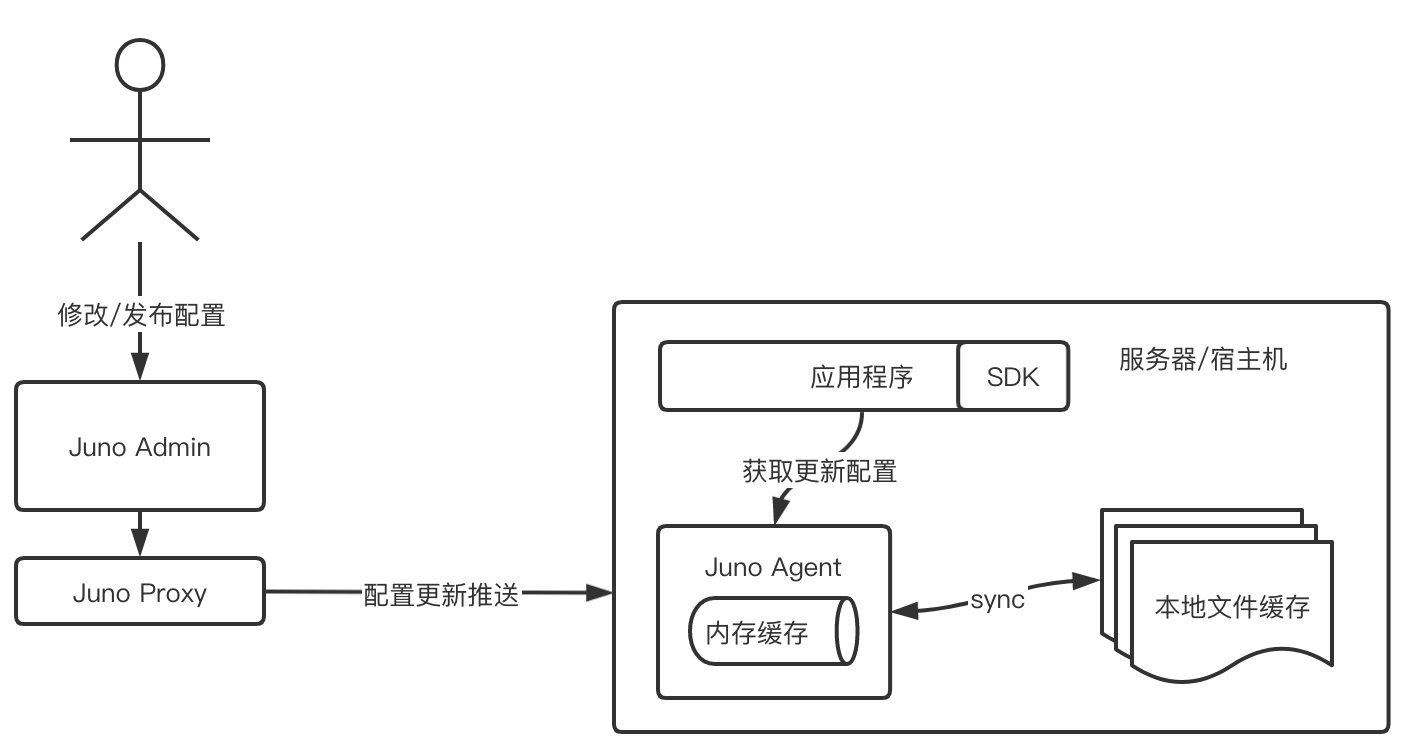 修改/发布配置
Juno Admin
Juno Proxy
配置更新推送
服务器/宿主机
应用程序
SDK
获取更新配置
Juno Agent
内存缓存
sync
本地文件缓存